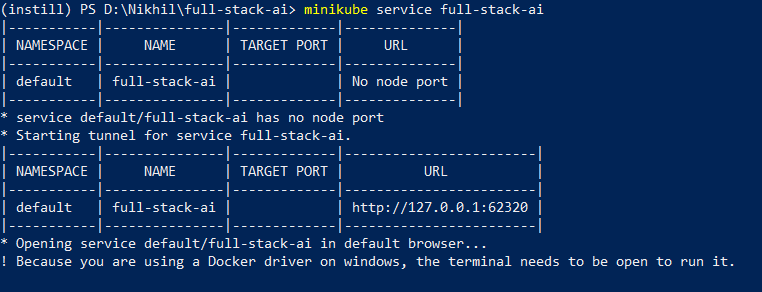 (instill) PS D:\Nikhil\full-stack-ai> minikube service full-stack-ai
|-----------|---------------|-------------|--------------|
| NAMESPACE |     NAME      | TARGET PORT |     URL      |
|-----------|---------------|-------------|--------------|
| default   | full-stack-ai |             | No node port |
|-----------|---------------|-------------|--------------|
* service default/full-stack-ai has no node port
* Starting tunnel for service full-stack-ai.
|-----------|---------------|-------------|------------------------|
| NAMESPACE |     NAME      | TARGET PORT |          URL           |
|-----------|---------------|-------------|------------------------|
| default   | full-stack-ai |             | http://127.0.0.1:62320 |
|-----------|---------------|-------------|------------------------|
* Opening service default/full-stack-ai in default browser...
! Because you are using a Docker driver on windows, the terminal needs to be open to run it.